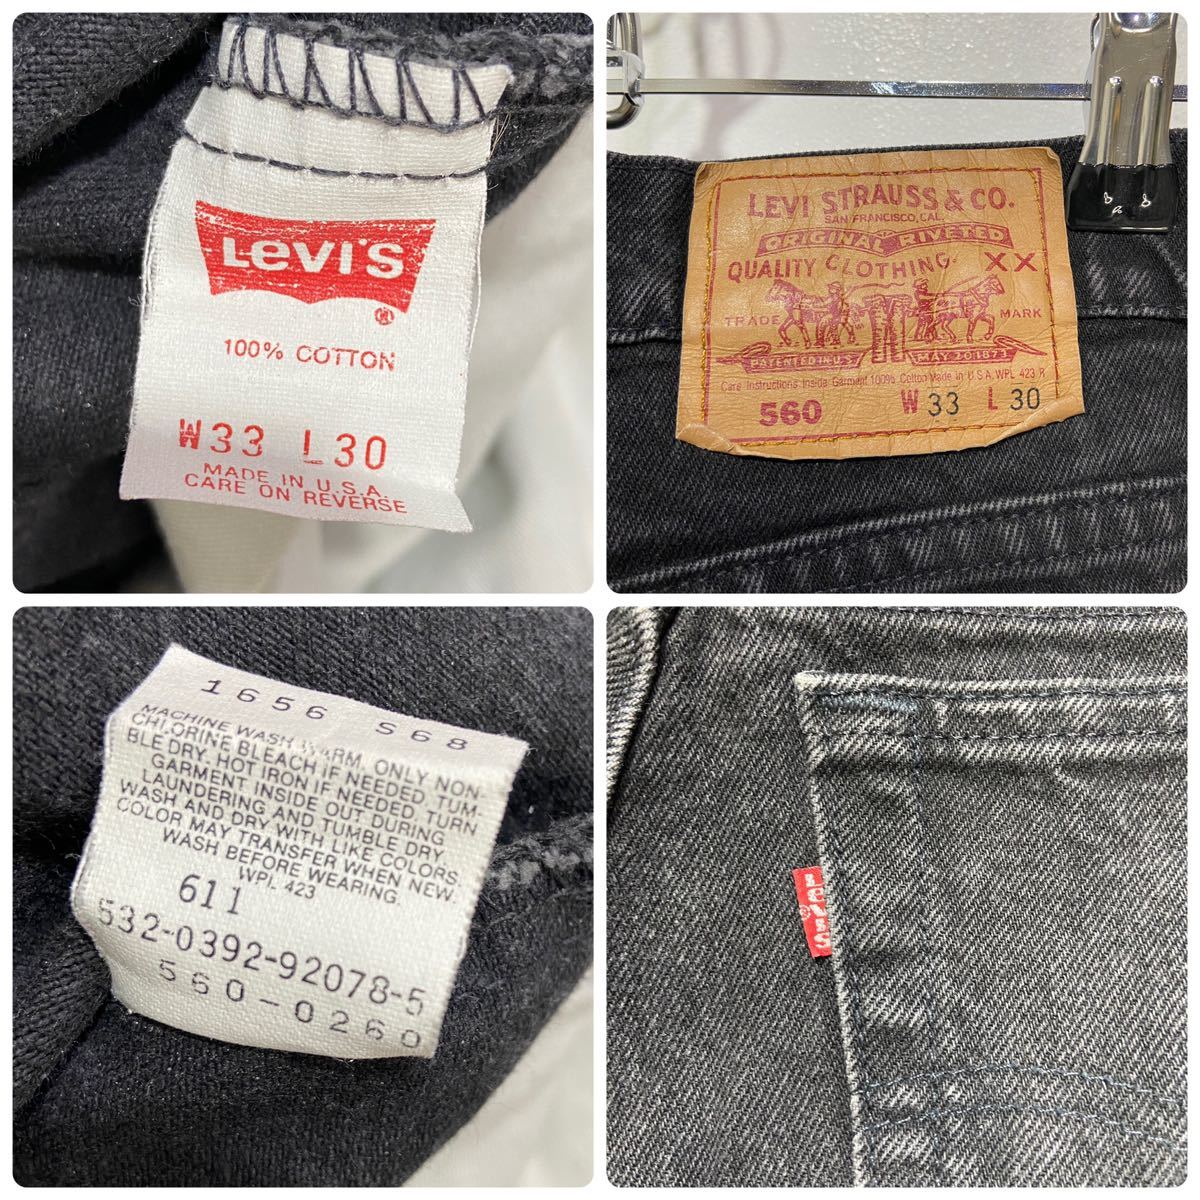 LEVI'S
®
100% COTTON
W33 L30
MADE IN U.S.A.
CARE ON REVERSE
LEVI STRAUSS & CO.
SAN FRANCISCO, CAL.
ORIGINAL RIVETED
QUALITY CLOTHING. XX
TRADE MARK
PATENTED IN U.S. MAY 20 1873
Care Instructions Inside Garment 100% Cotton Made in U.S.A. WPL 423 R
560 W 33 L 30
1656 S68
MACHINE WASH WARM. ONLY NON
CHLORINE BLEACH IF NEEDED. TUM
BLE DRY. HOT IRON IF NEEDED. TURN
GARMENT INSIDE OUT DURING
LAUNDERING AND TUMBLE DRY.
WASH AND DRY WITH LIKE COLORS.
COLOR MAY TRANSFER WHEN NEW.
WASH BEFORE WEARING.
WPL 423
611
532-0392-92078-5
560-0260
LEVI'S
®